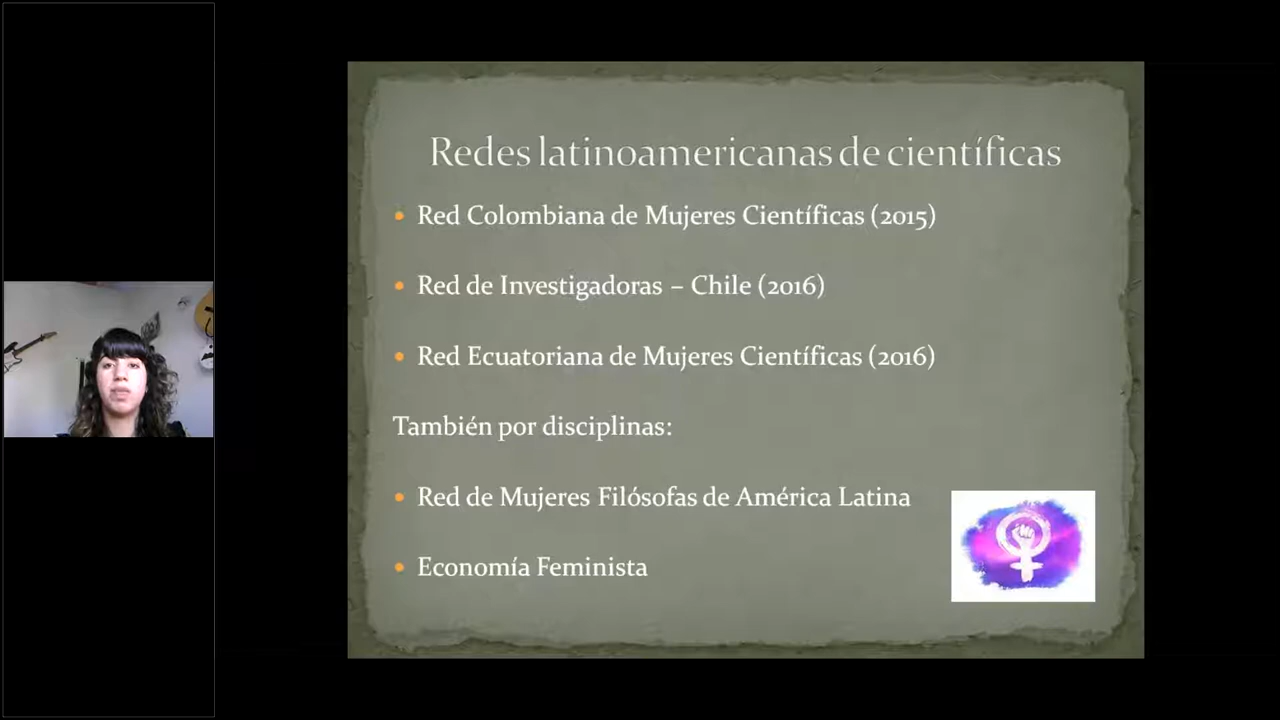 Redes latinoamericanas de científicas
Red Colombiana de Mujeres Científicas (2015)
Red de Investigadoras – Chile (2016)
Red Ecuatoriana de Mujeres Científicas (2016)
También por disciplinas:
Red de Mujeres Filósofas de América Latina
Economía Feminista